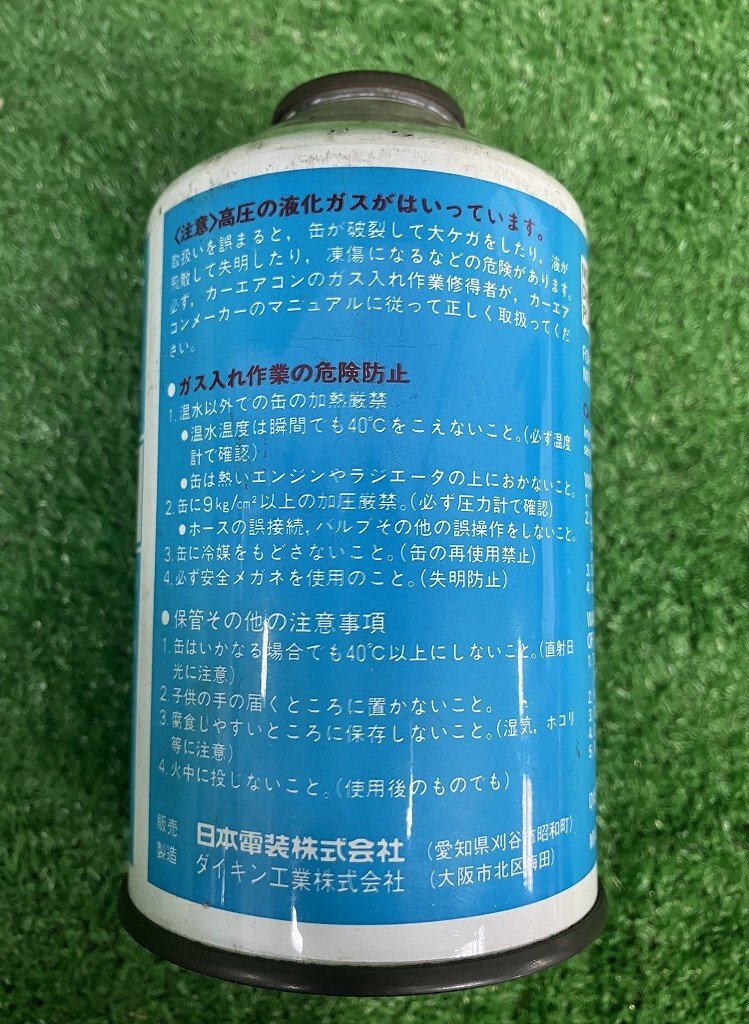 〈注意〉高圧の液化ガスがはいっています。
取扱いを誤まると，缶が破裂して大ケガをしたり，液が
飛散して失明したり，凍傷になるなどの危険があります。
必ず，カーエアコンのガス入れ作業修得者が，カーエア
コンメーカーのマニュアルに従って正しく取扱ってくだ
さい。
●ガス入れ作業の危険防止
1. 温水以外での缶の加熱厳禁
●温水温度は瞬間でも40℃をこえないこと。(必ず温度
計で確認)
●缶は熱いエンジンやラジエータの上におかないこと。
2. 缶に9kg/cm²以上の加圧厳禁。(必ず圧力計で確認)
●ホースの誤接続，バルブその他の誤操作をしないこと。
3. 缶に冷媒をもどさないこと。(缶の再使用禁止)
4. 必ず安全メガネを使用のこと。(失明防止)
●保管その他の注意事項
1. 缶はいかなる場合でも40℃以上にしないこと。(直射日
光に注意)
2. 子供の手の届くところに置かないこと。
3. 腐食しやすいところに保存しないこと。(湿気，ホコリ
等に注意)
4. 火中に投じないこと。(使用後のものでも)
販売 日本電装株式会社 (愛知県刈谷市昭和町)
製造 ダイキン工業株式会社 (大阪市北区梅田)